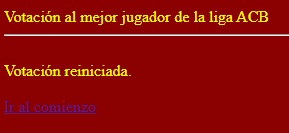 Votación al mejor jugador de la liga ACB
Votación reiniciada.
Ir al comienzo